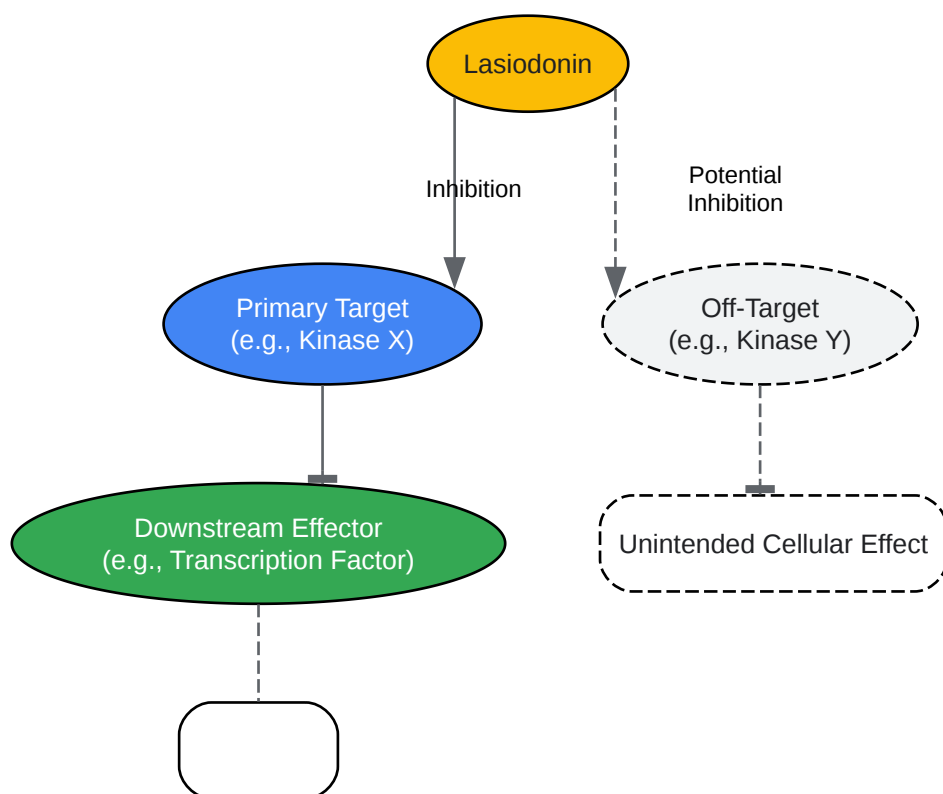 Lasiodonin
Inhibition
Potential
Inhibition
Primary Target
(e.g., Kinase X)
Off-Target
(e.g., Kinase Y)
Downstream Effector
(e.g., Transcription Factor)
Unintended Cellular Effect